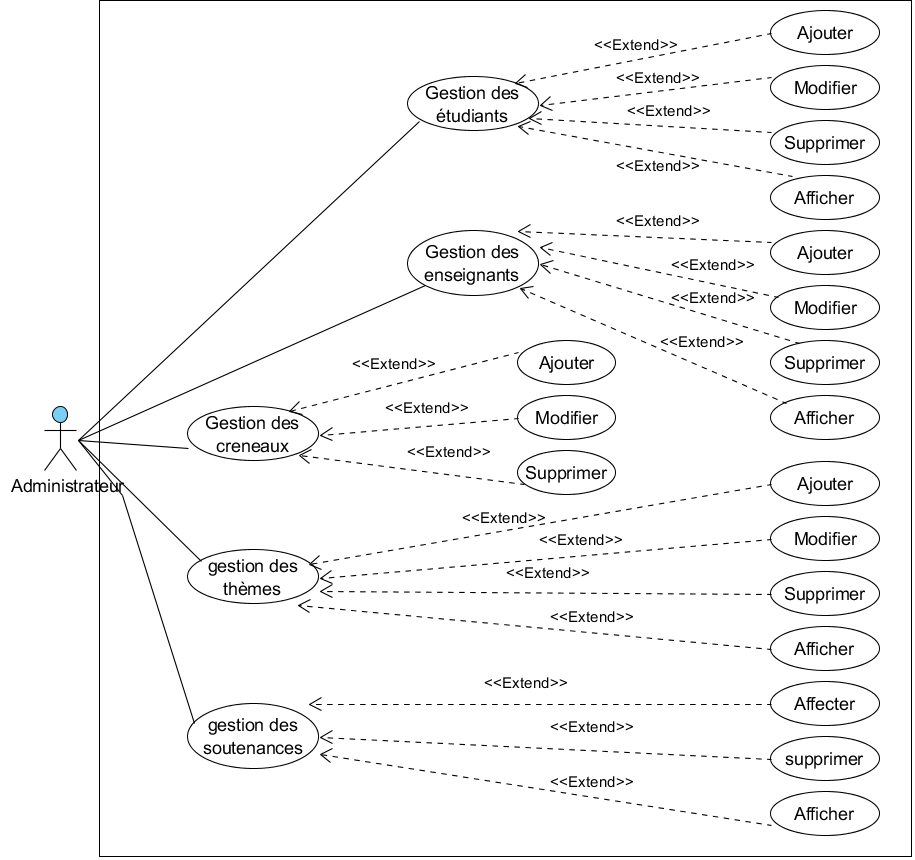 Ajouter
<<Extend>>
Modifier
<<Extend>>
Gestion des
étudiants
<<Extend>>
Supprimer
<<Extend>>
Afficher
<<Extend>>
Ajouter
Gestion des
enseignants
<<Extend>>
Modifier
<<Extend>>
Supprimer
<<Extend>>
Afficher
<<Extend>>
Ajouter
Gestion des
creneaux
<<Extend>>
Modifier
<<Extend>>
Supprimer
Administrateur
Ajouter
<<Extend>>
Modifier
<<Extend>>
gestion des
thèmes
<<Extend>>
Supprimer
<<Extend>>
Afficher
<<Extend>>
Affecter
gestion des
soutenances
<<Extend>>
supprimer
<<Extend>>
Afficher